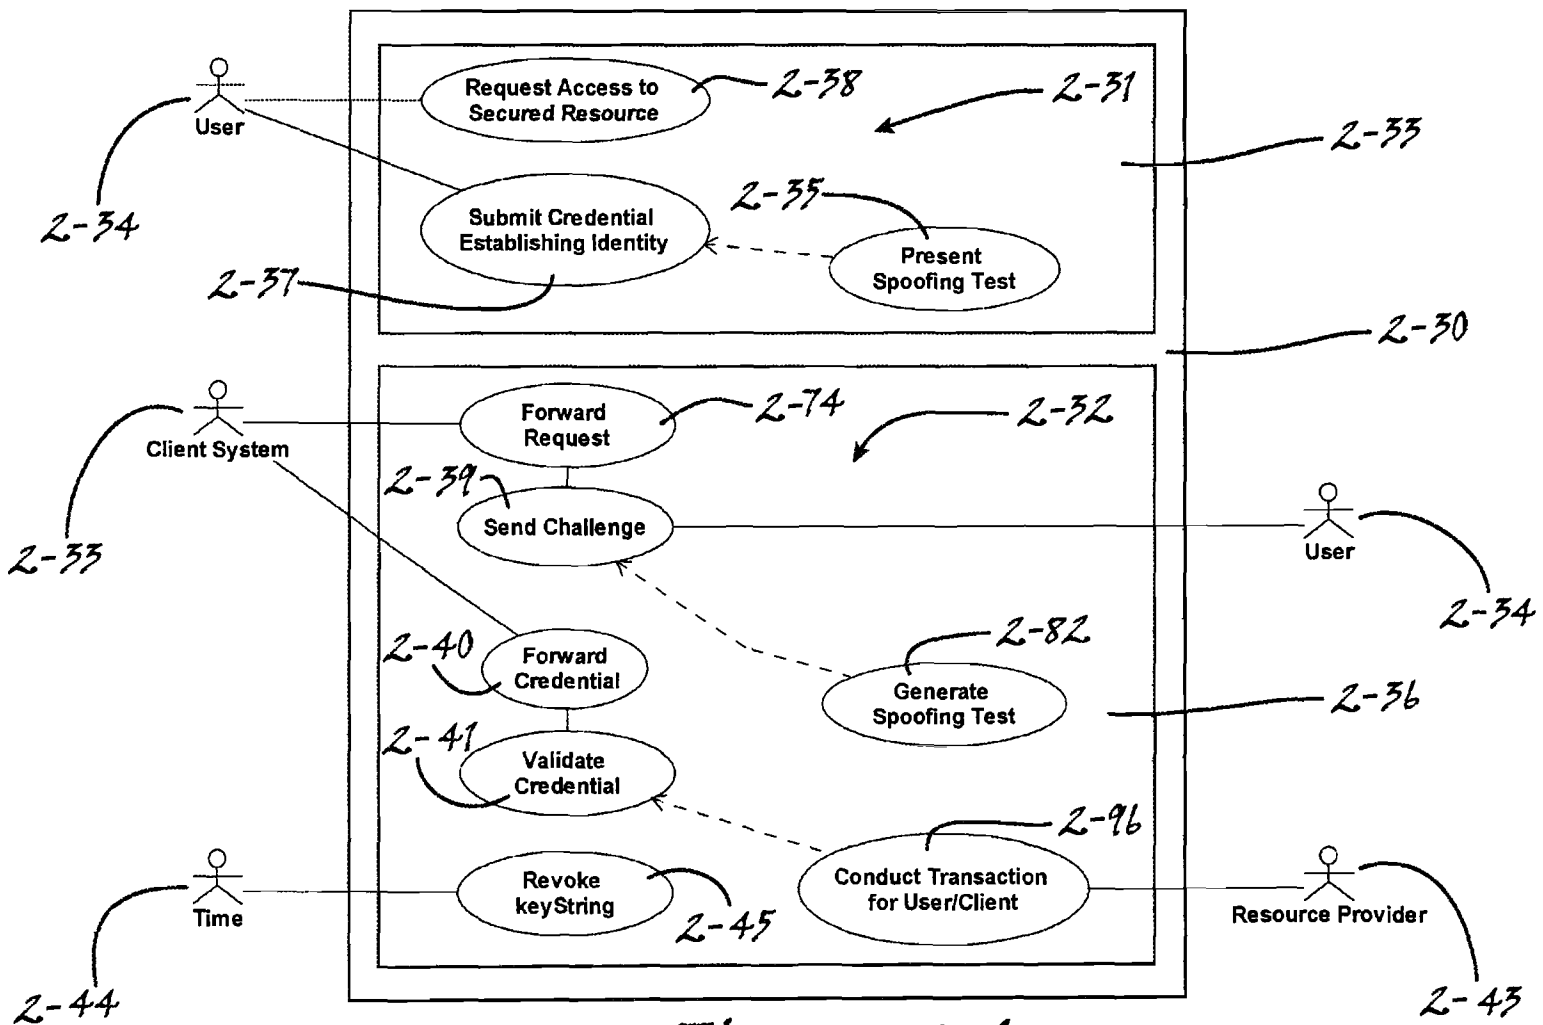 Request Access to
Secured Resource
2-38
2-31
2-33
User
2-34
2-35
Submit Credential
Establishing Identity
Present
Spoofing Test
2-37
2-30
Forward
Request
2-74
2-32
Client System
2-39
Send Challenge
2-33
User
2-34
2-82
2-40
Forward
Credential
Generate
Spoofing Test
2-36
2-41
Validate
Credential
2-96
Revoke
keyString
Conduct Transaction
for User/Client
Time
Resource Provider
2-45
2-44
2-43